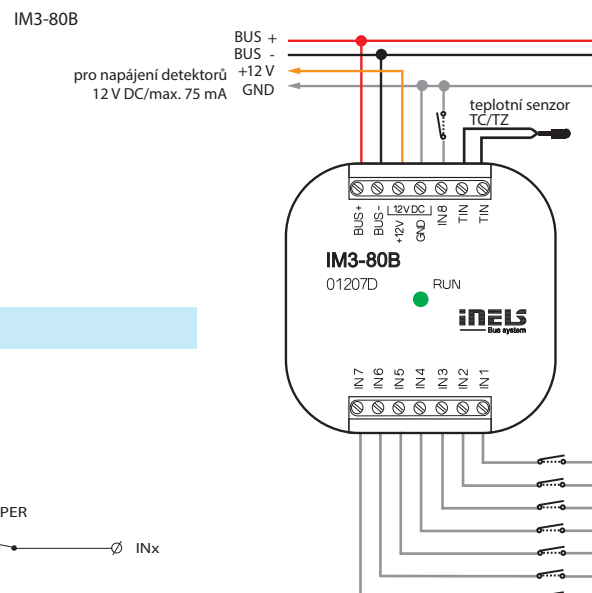 IM3-80B
BUS +
BUS -
pro napájení detektorů +12 V
12 V DC/max. 75 mA GND
teplotní senzor
TC/TZ
BUS+ BUS- +12V GND IN8 TIN TIN
12V DC
IM3-80B
01207D RUN
iNELS
Bus system
IN7 IN6 IN5 IN4 IN3 IN2 IN1
PER
INx